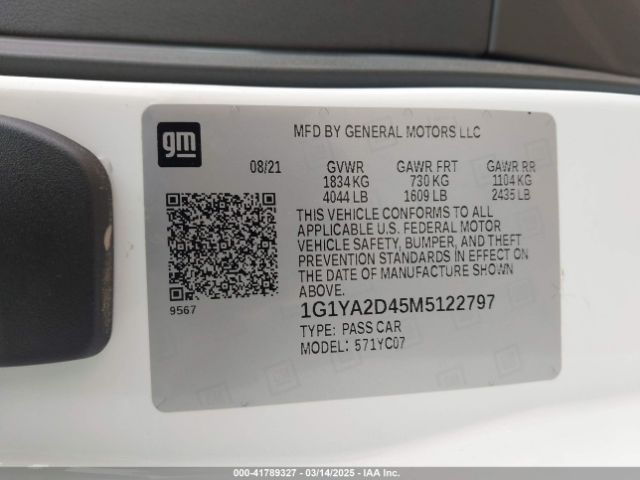 gm
MFD BY GENERAL MOTORS LLC
08/21 GVWR GAWR FRT GAWR RR
1834 KG 730 KG 1104 KG
4044 LB 1609 LB 2435 LB
THIS VEHICLE CONFORMS TO ALL
APPLICABLE U.S. FEDERAL MOTOR
VEHICLE SAFETY, BUMPER, AND THEFT
PREVENTION STANDARDS IN EFFECT ON
THE DATE OF MANUFACTURE SHOWN
ABOVE.
9567
1G1YA2D45M5122797
TYPE: PASS CAR
MODEL: 571YC07
000-41789327 - 03/14/2025 - IAA Inc.